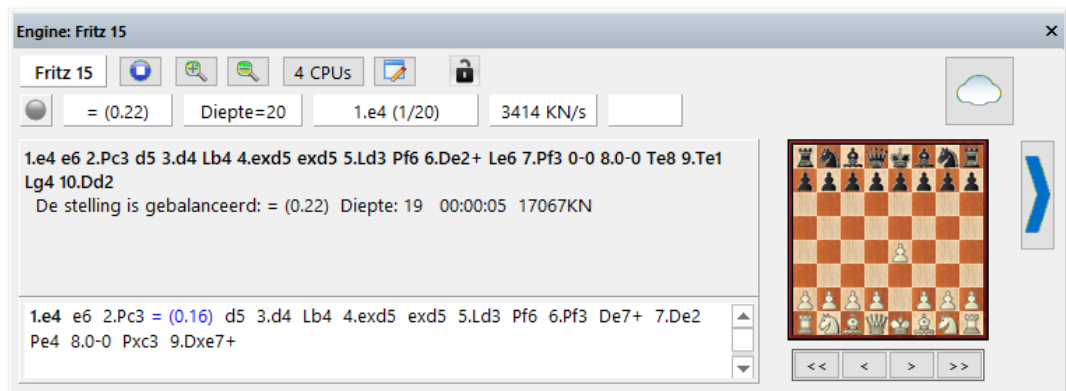 Engine: Fritz 15
Fritz 15 4 CPUs
= (0.22) Diepte=20 1.e4 (1/20) 3414 KN/s
1.e4 e6 2.Pc3 d5 3.d4 Lb4 4.exd5 exd5 5.Ld3 Pf6 6.De2+ Le6 7.Pf3 0-0 8.0-0 Te8 9.Te1
Lg4 10.Dd2
De stelling is gebalanceerd: = (0.22) Diepte: 19 00:00:05 17067KN
1.e4 e6 2.Pc3 = (0.16) d5 3.d4 Lb4 4.exd5 exd5 5.Ld3 Pf6 6.Pf3 De7+ 7.De2
Pe4 8.0-0 Pxc3 9.Dxe7+
<< < > >>